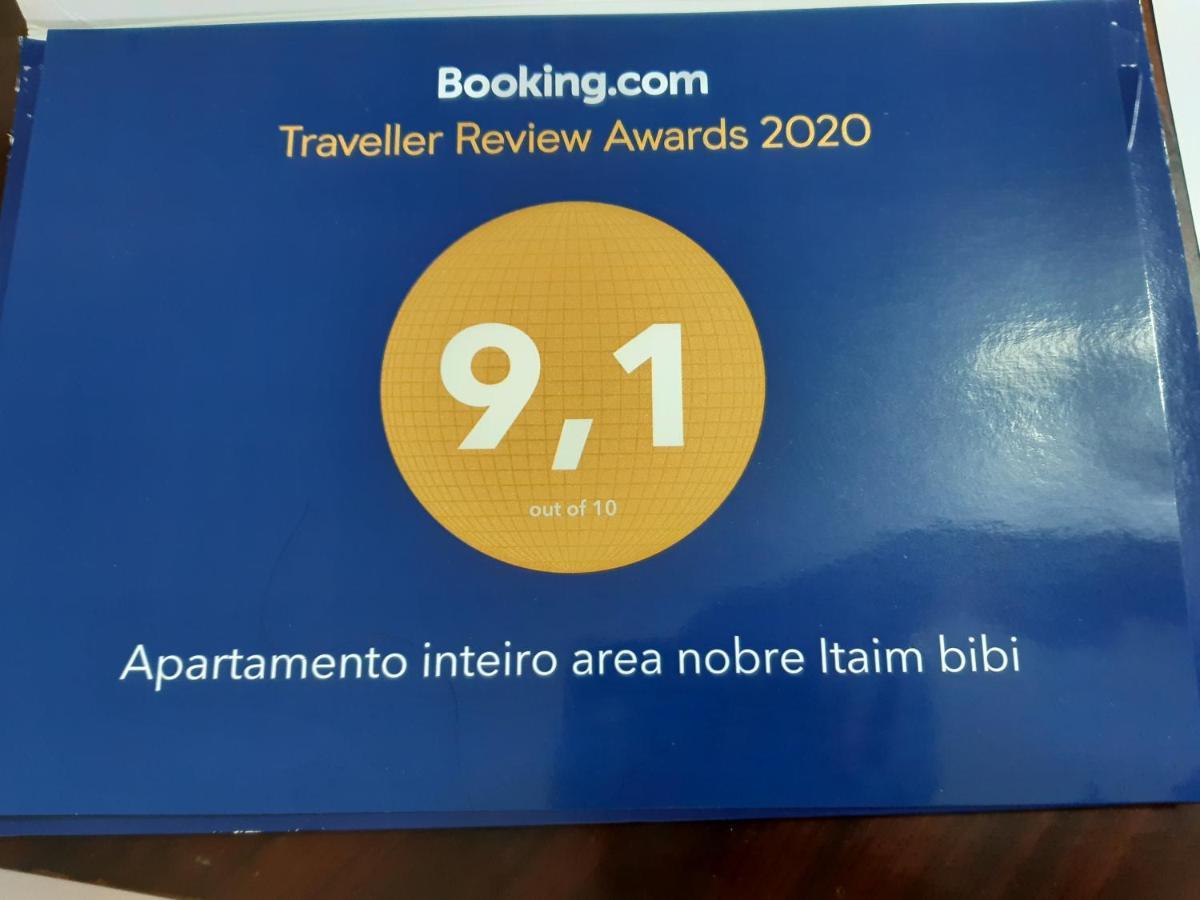 Booking.com
Traveller Review Awards 2020
9,1
out of 10
Apartamento inteiro area nobre Itaim bibi